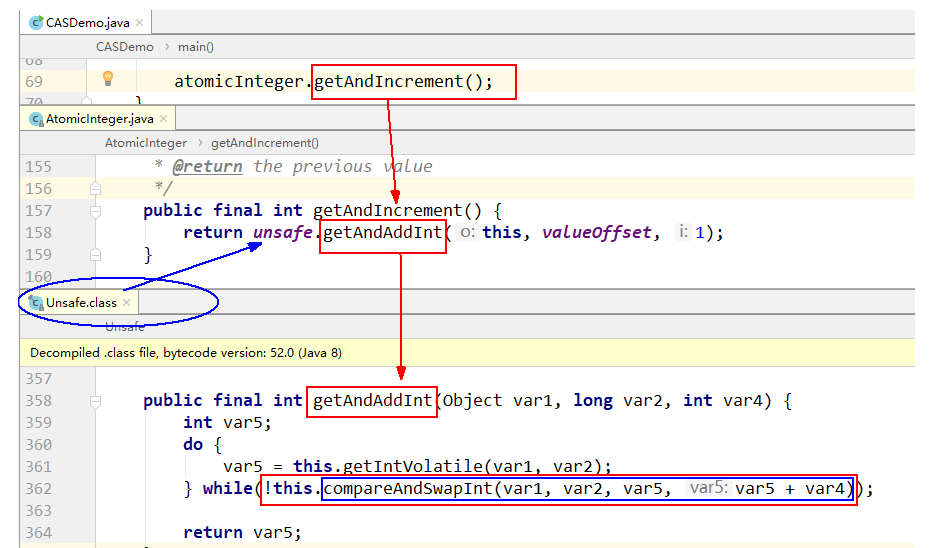 CASDemo.java ×
CASDemo › main()
68
69 atomicInteger.getAndIncrement();
70 }
AtomicInteger.java ×
AtomicInteger › getAndIncrement()
155 * @return the previous value
156 */
157 public final int getAndIncrement() {
158 return unsafe.getAndAddInt( o: this, valueOffset, i: 1);
159 }
160
Unsafe.class ×
Unsafe
Decompiled .class file, bytecode version: 52.0 (Java 8)
357
358 public final int getAndAddInt(Object var1, long var2, int var4) {
359 int var5;
360 do {
361 var5 = this.getIntVolatile(var1, var2);
362 } while(!this.compareAndSwapInt(var1, var2, var5, var5: var5 + var4));
363
364 return var5;